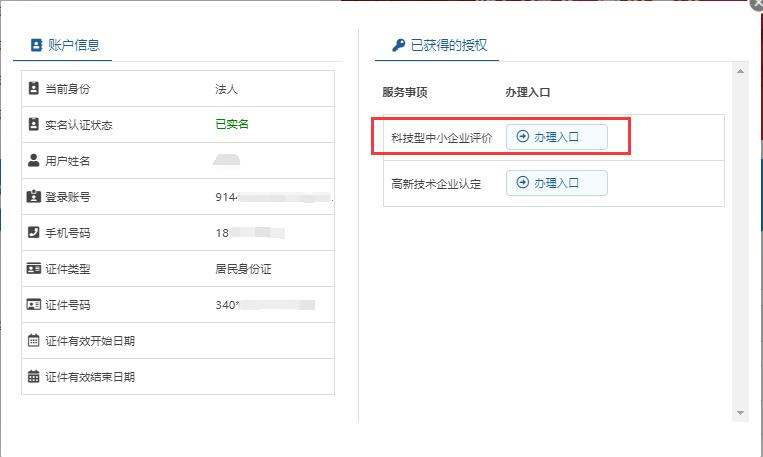 账户信息
当前身份 法人
实名认证状态 已实名
用户姓名
登录账号 914
手机号码 18
证件类型 居民身份证
证件号码 340*
证件有效开始日期
证件有效结束日期
已获得的授权
服务事项 办理入口
科技型中小企业评价 办理入口
高新技术企业认定 办理入口